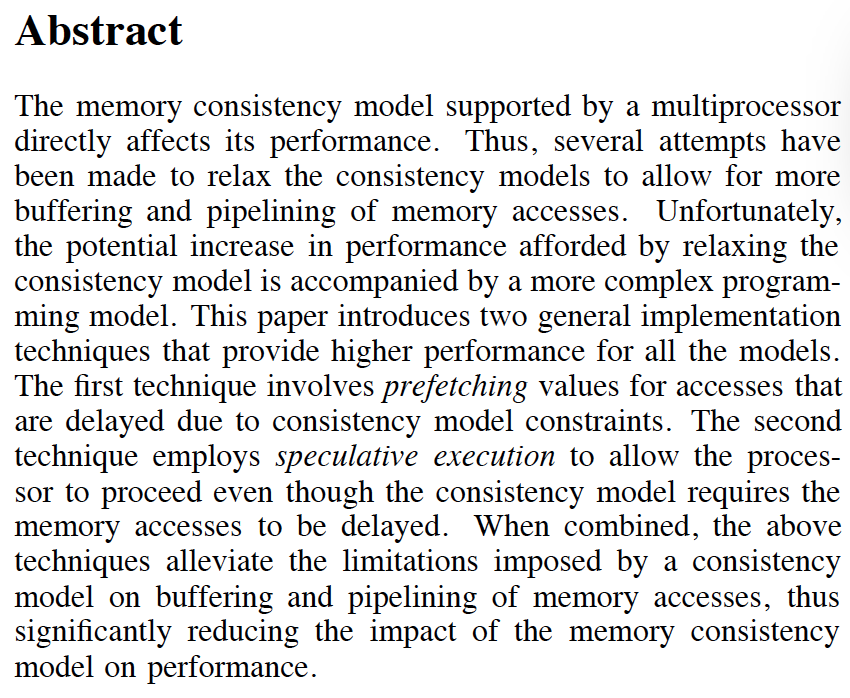 Abstract
The memory consistency model supported by a multiprocessor
directly affects its performance. Thus, several attempts have
been made to relax the consistency models to allow for more
buffering and pipelining of memory accesses. Unfortunately,
the potential increase in performance afforded by relaxing the
consistency model is accompanied by a more complex program-
ming model. This paper introduces two general implementation
techniques that provide higher performance for all the models.
The first technique involves prefetching values for accesses that
are delayed due to consistency model constraints. The second
technique employs speculative execution to allow the proces-
sor to proceed even though the consistency model requires the
memory accesses to be delayed. When combined, the above
techniques alleviate the limitations imposed by a consistency
model on buffering and pipelining of memory accesses, thus
significantly reducing the impact of the memory consistency
model on performance.